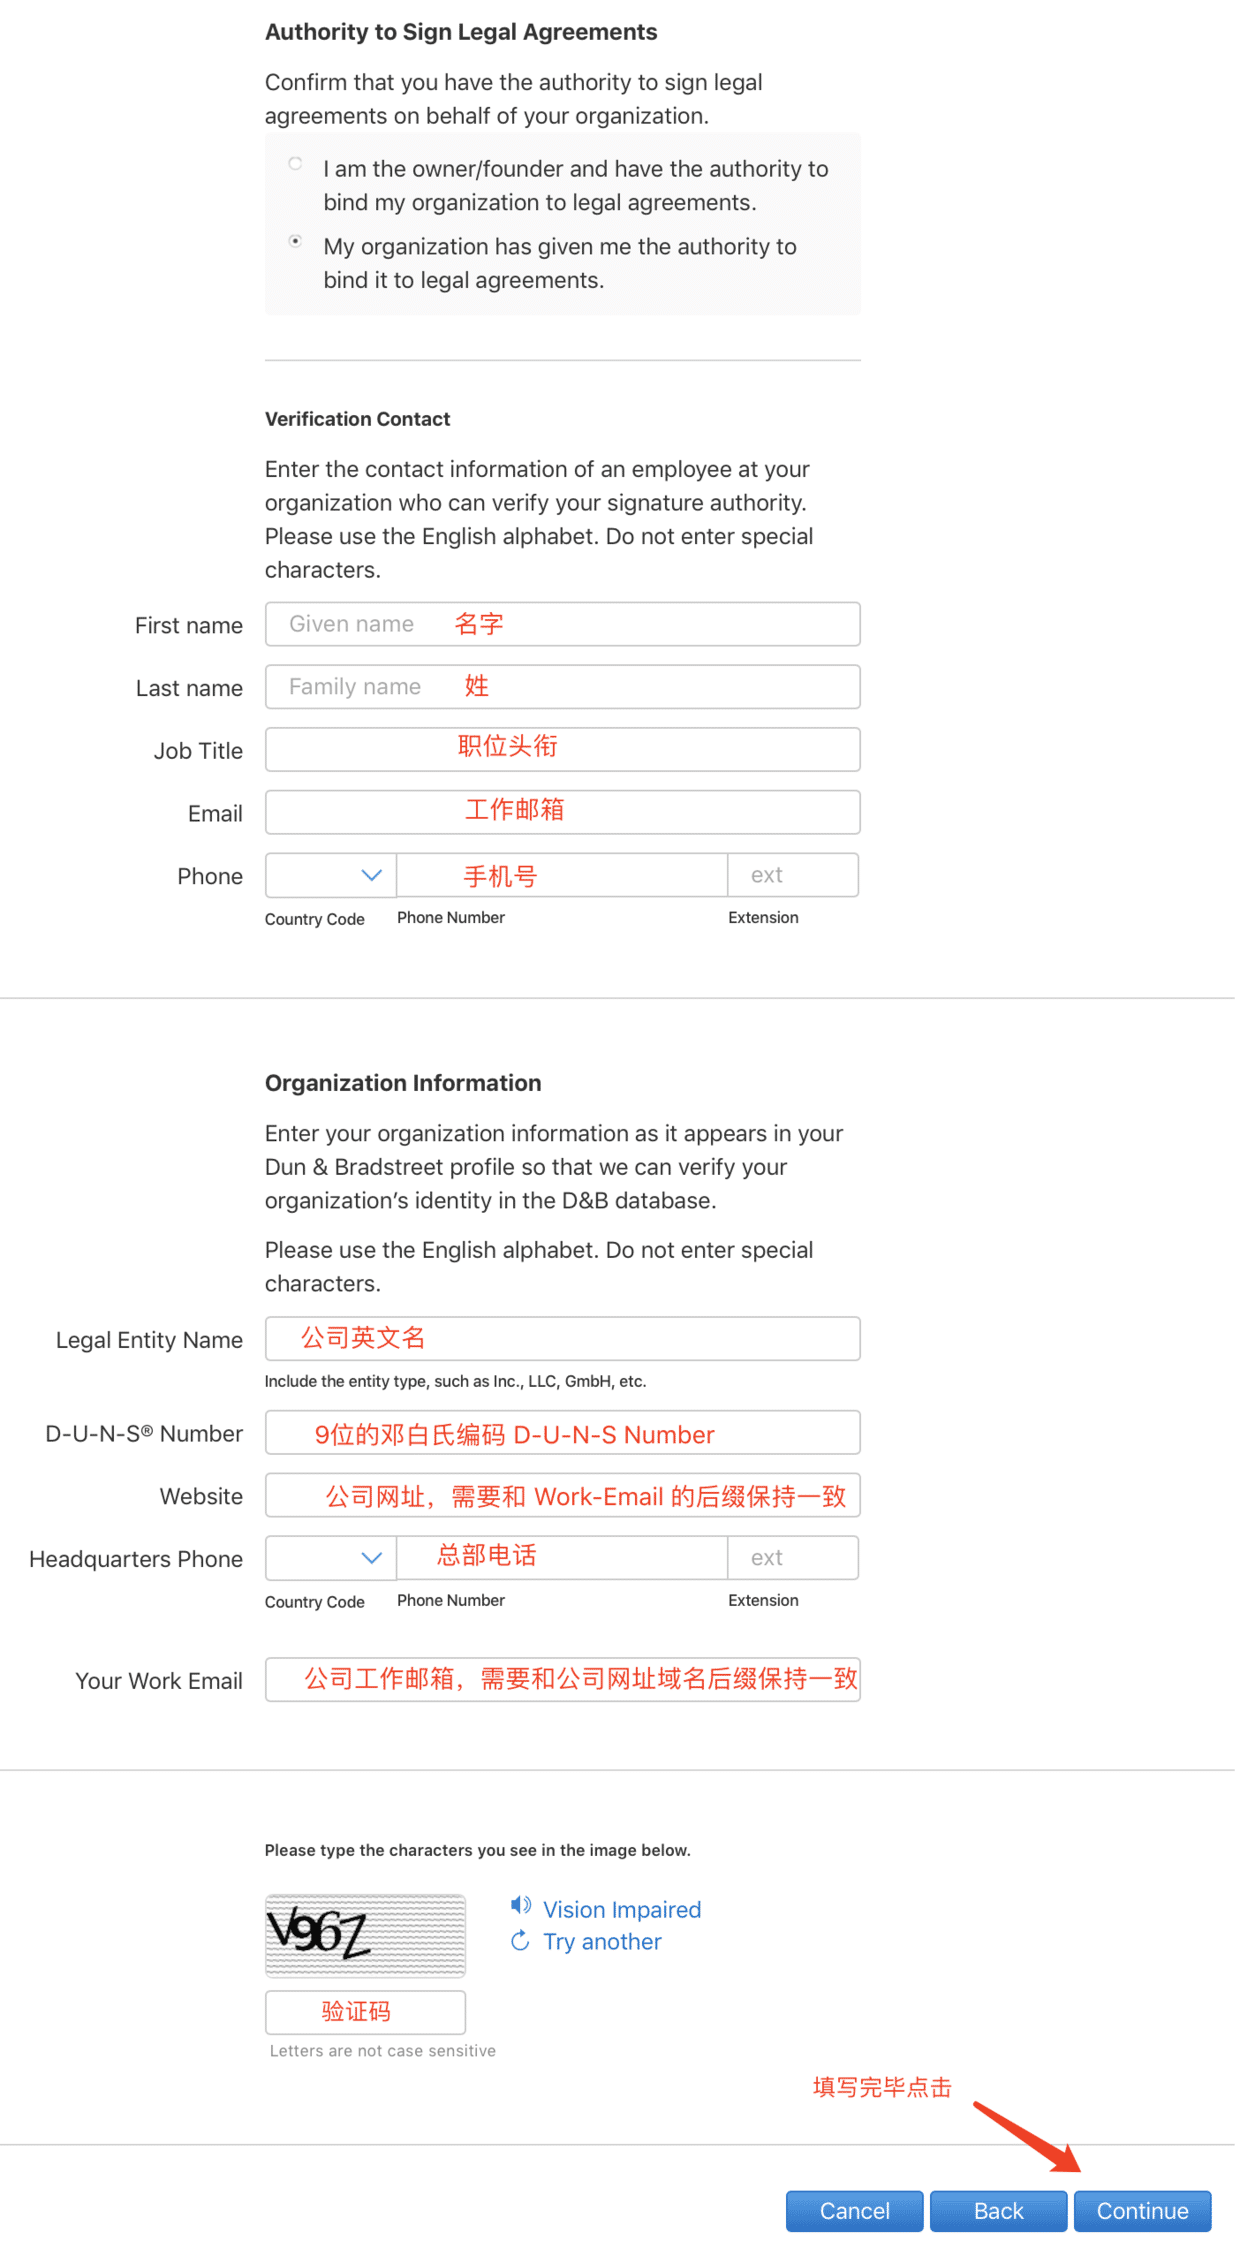 Authority to Sign Legal Agreements
Confirm that you have the authority to sign legal
agreements on behalf of your organization.
I am the owner/founder and have the authority to
bind my organization to legal agreements.
My organization has given me the authority to
bind it to legal agreements.
Verification Contact
Enter the contact information of an employee at your
organization who can verify your signature authority.
Please use the English alphabet. Do not enter special
characters.
First name Given name 名字
Last name Family name 姓
Job Title 职位头衔
Email 工作邮箱
Phone 手机号 ext
Country Code Phone Number Extension
Organization Information
Enter your organization information as it appears in your
Dun & Bradstreet profile so that we can verify your
organization's identity in the D&B database.
Please use the English alphabet. Do not enter special
characters.
Legal Entity Name 公司英文名
Include the entity type, such as Inc., LLC, GmbH, etc.
D-U-N-S® Number 9位的邓白氏编码 D-U-N-S Number
Website 公司网址，需要和 Work-Email 的后缀保持一致
Headquarters Phone 总部电话 ext
Country Code Phone Number Extension
Your Work Email 公司工作邮箱，需要和公司网址域名后缀保持一致
Please type the characters you see in the image below.
V96Z
Vision Impaired
Try another
验证码
Letters are not case sensitive
填写完毕点击
Cancel Back Continue